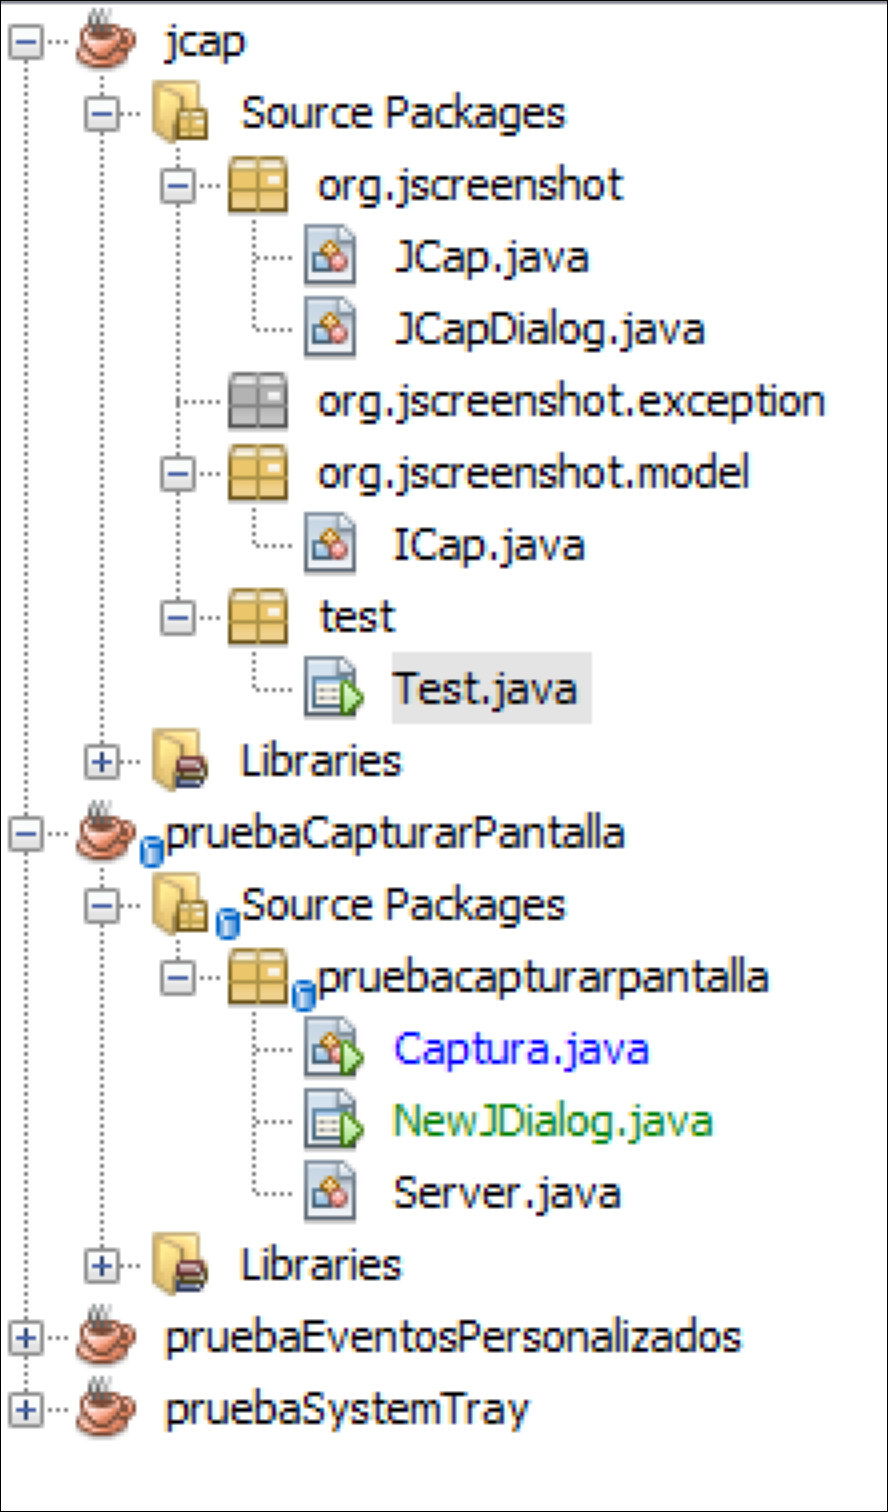 jcap
Source Packages
org.jscreenshot
JCap.java
JCapDialog.java
org.jscreenshot.exception
org.jscreenshot.model
ICap.java
test
Test.java
Libraries
pruebaCapturarPantalla
Source Packages
pruebacapturarpantalla
Captura.java
NewJDialog.java
Server.java
Libraries
pruebaEventosPersonalizados
pruebaSystemTray